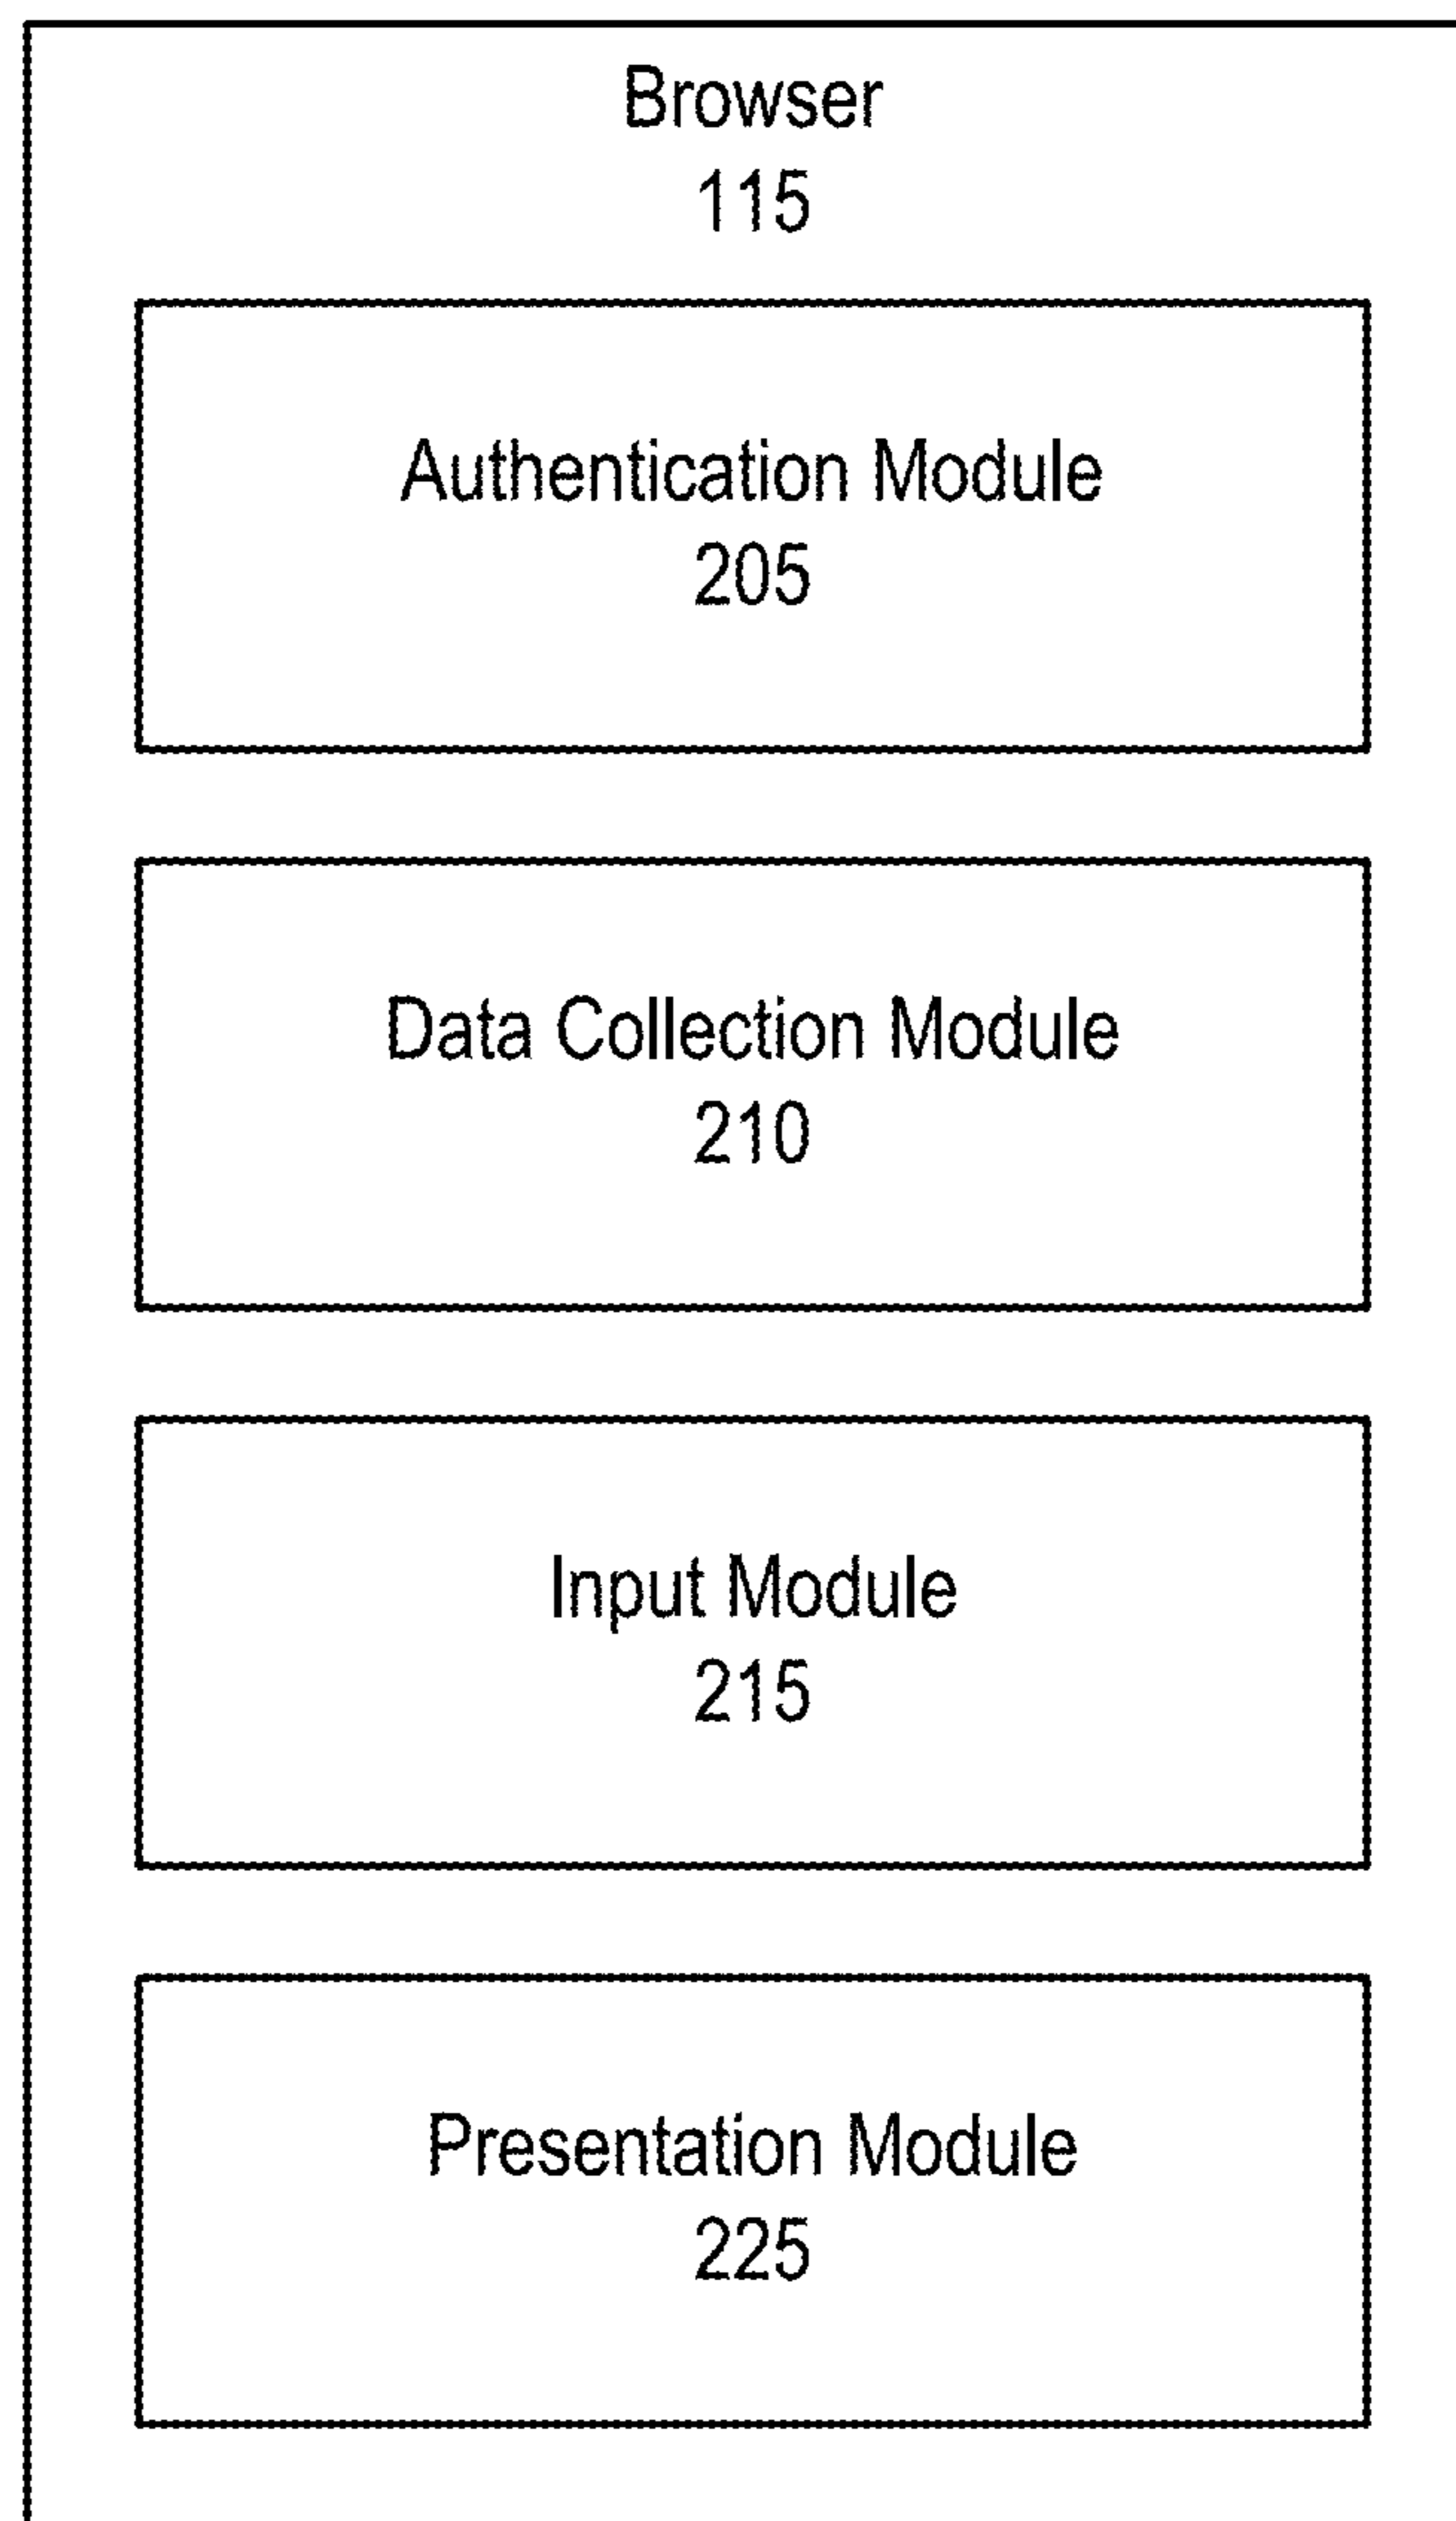 Browser
115
Authentication Module
205
Data Collection Module
210
Input Module
215
Presentation Module
225